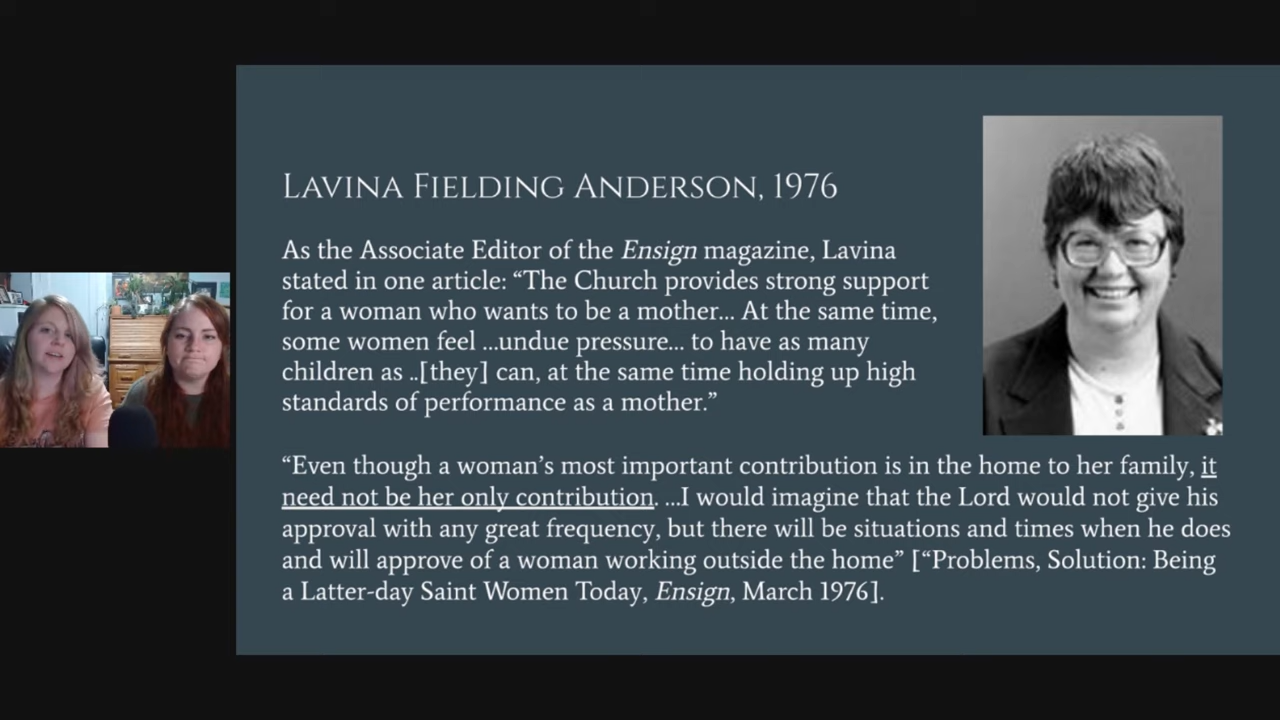 LAVINA FIELDING ANDERSON, 1976
As the Associate Editor of the Ensign magazine, Lavina
stated in one article: “The Church provides strong support
for a woman who wants to be a mother... At the same time,
some women feel ...undue pressure... to have as many
children as ..[they] can, at the same time holding up high
standards of performance as a mother.”
“Even though a woman’s most important contribution is in the home to her family, it
need not be her only contribution. ...I would imagine that the Lord would not give his
approval with any great frequency, but there will be situations and times when he does
and will approve of a woman working outside the home” [“Problems, Solution: Being
a Latter-day Saint Women Today, Ensign, March 1976].